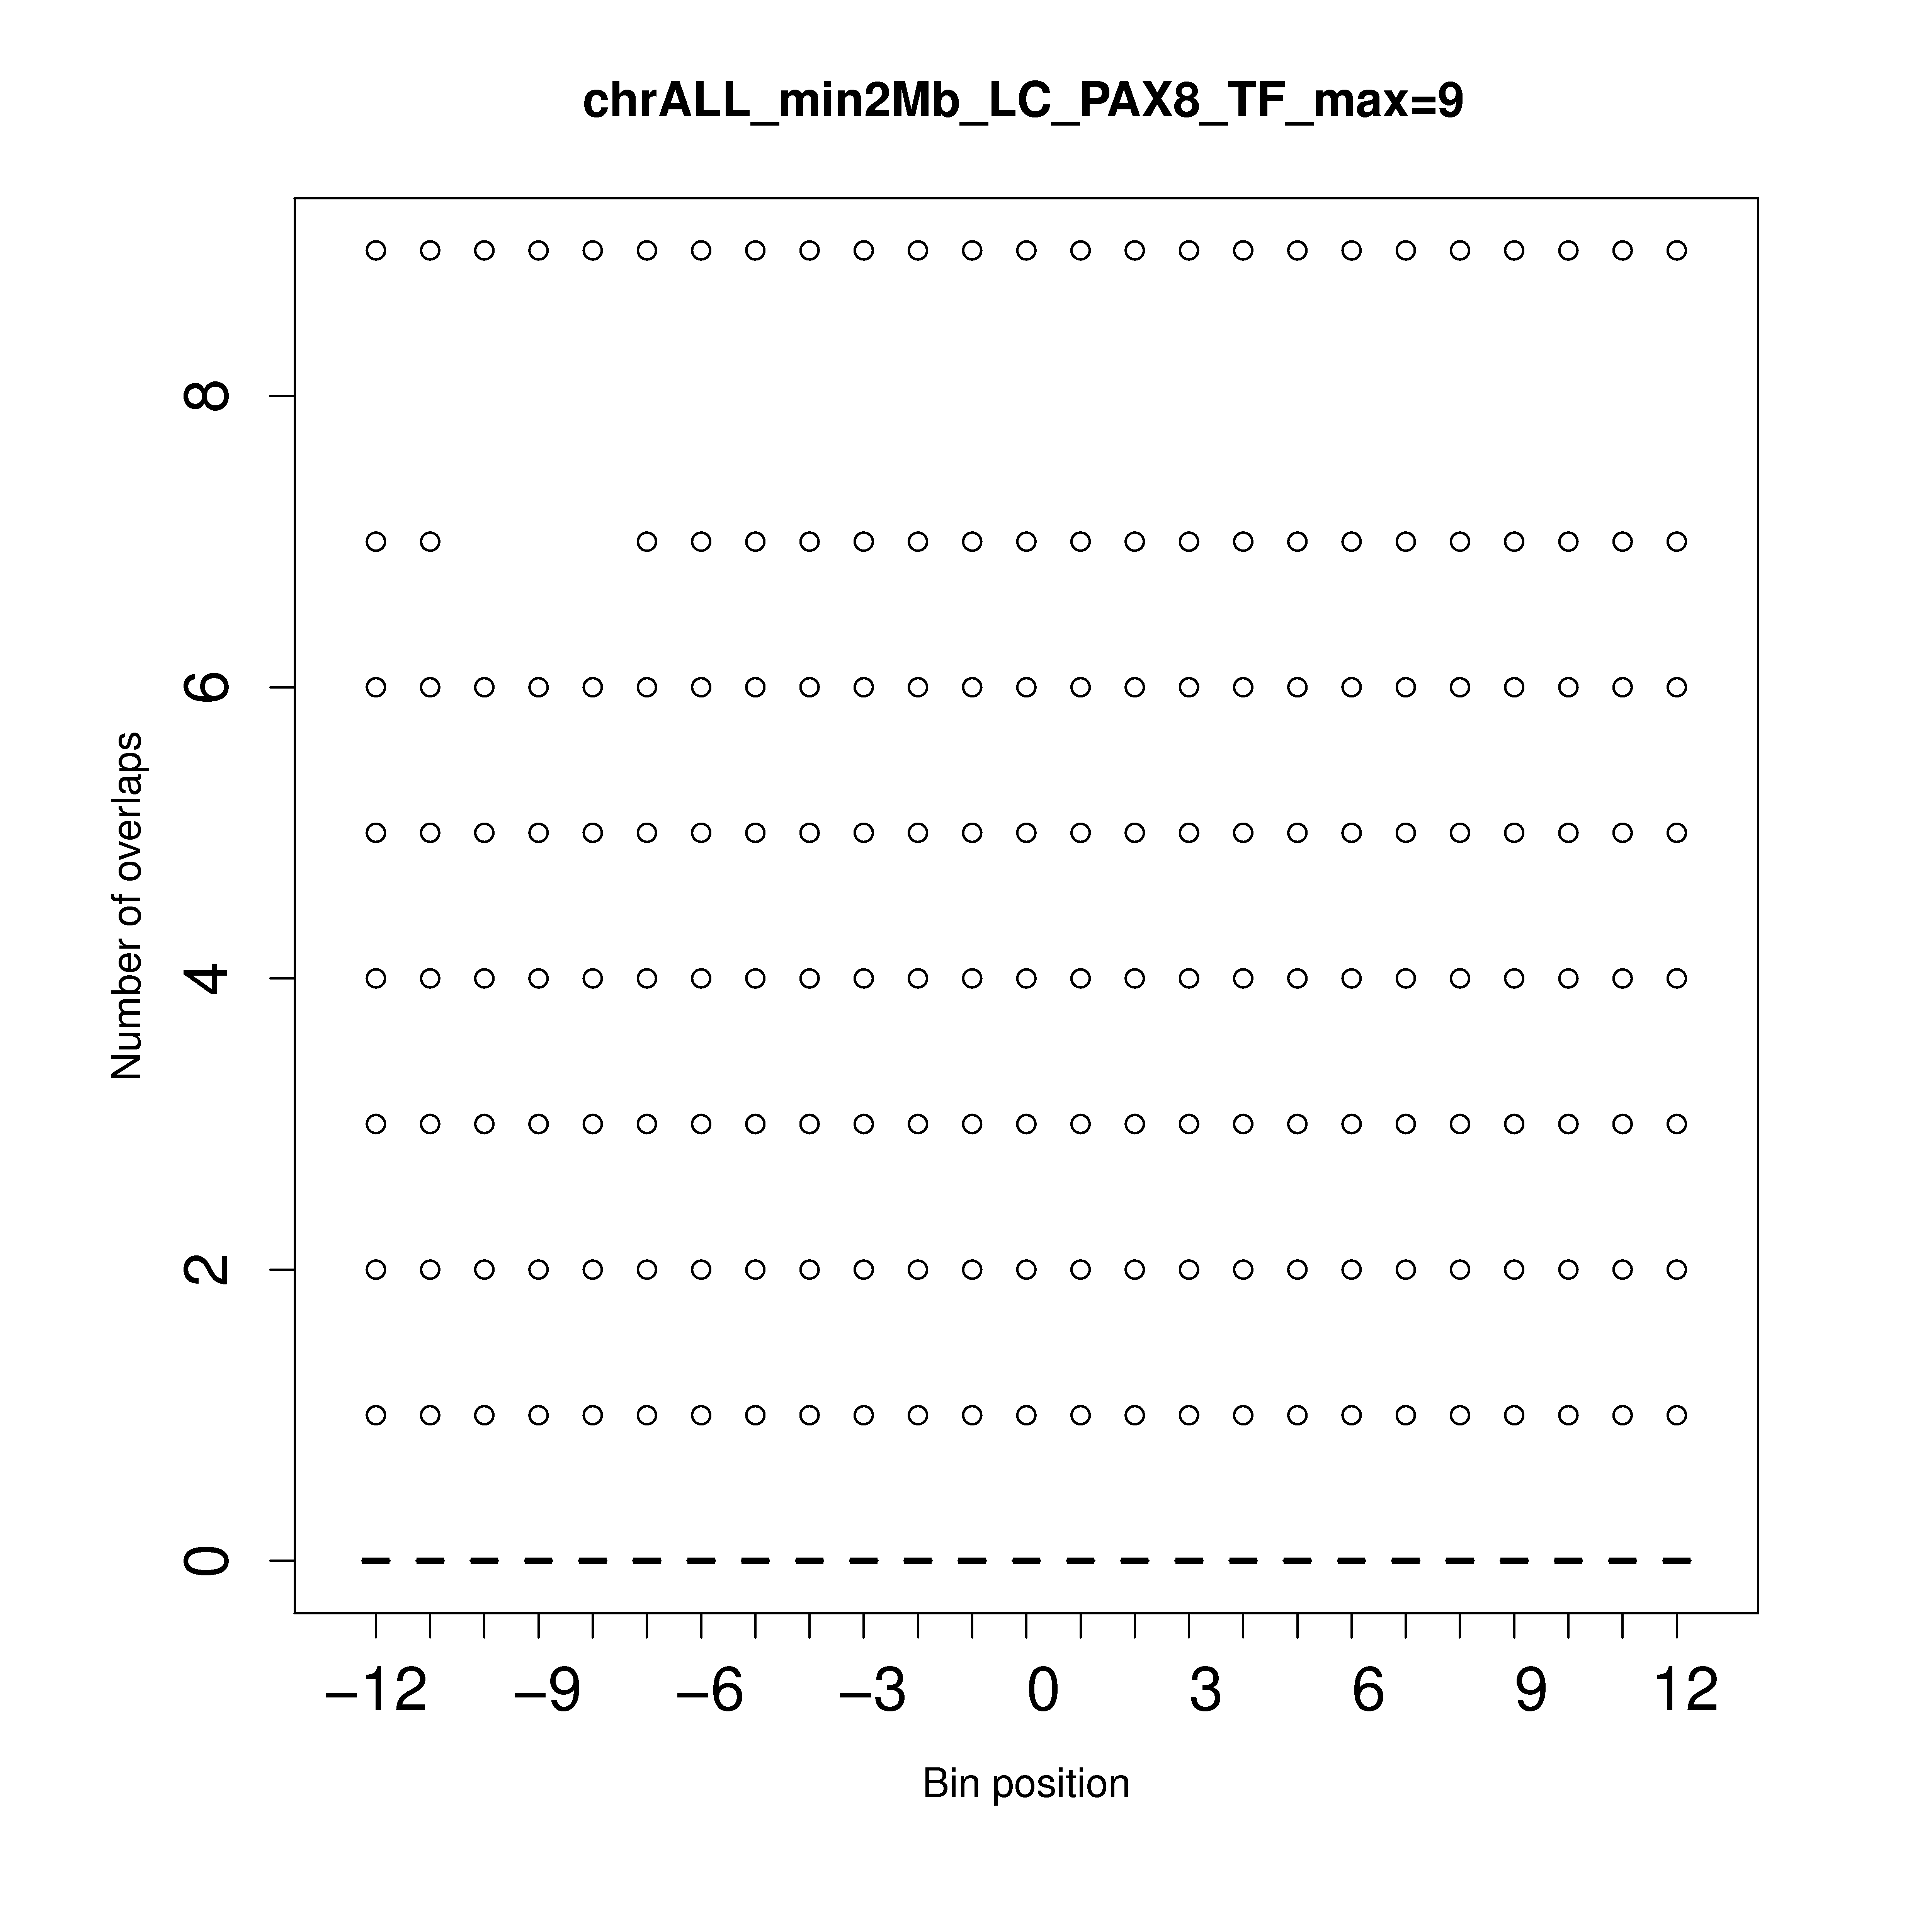 chrALL_min2Mb_LC_PAX8_TF_max=9
Number of overlaps
8
6
4
2
0
−12 −9 −6 −3 0 3 6 9 12
Bin position